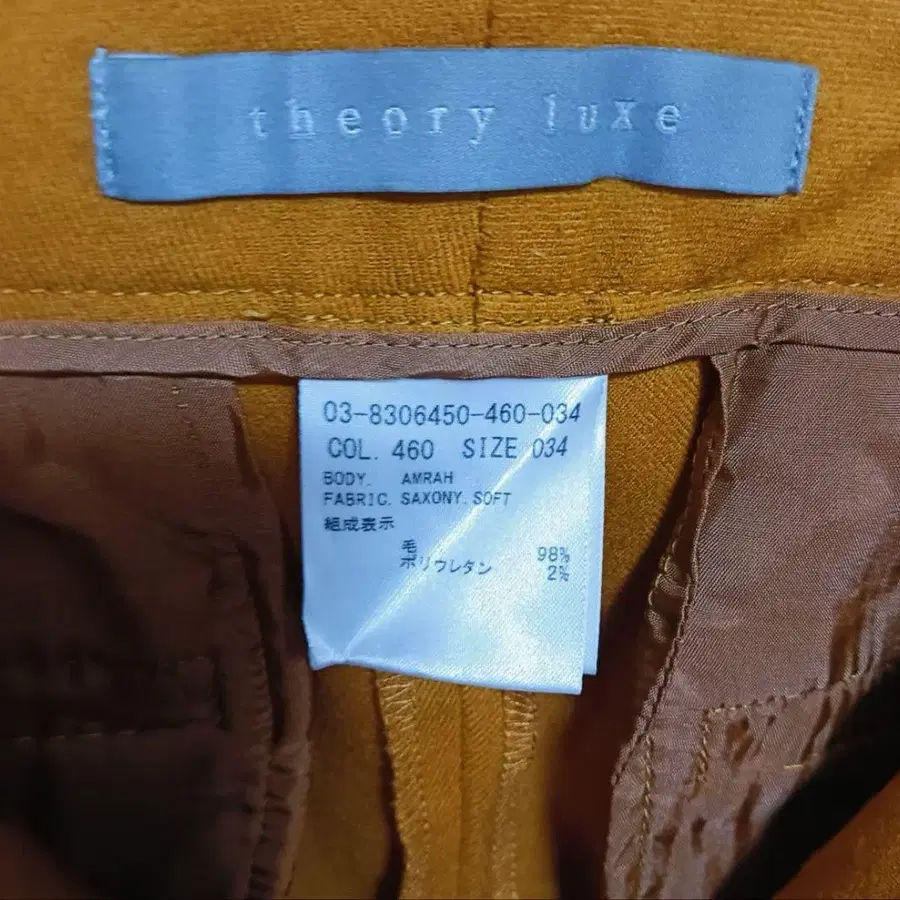 theory luxe
03-8306450-460-034
COL. 460 SIZE 034
BODY. AMRAH
FABRIC. SAXONY. SOFT
組成表示
毛 98%
ポリウレタン 2%